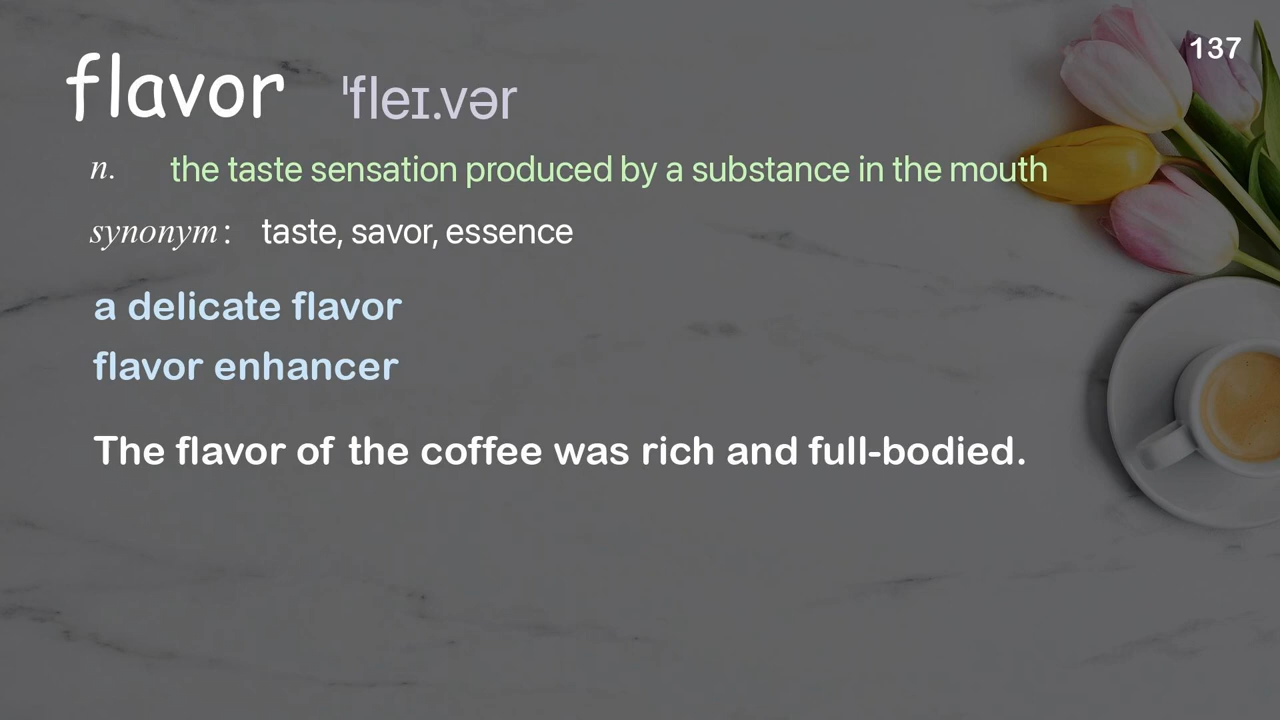 137
flavor ˈfleɪ.vər
n. the taste sensation produced by a substance in the mouth
synonym : taste, savor, essence
a delicate flavor
flavor enhancer
The flavor of the coffee was rich and full-bodied.